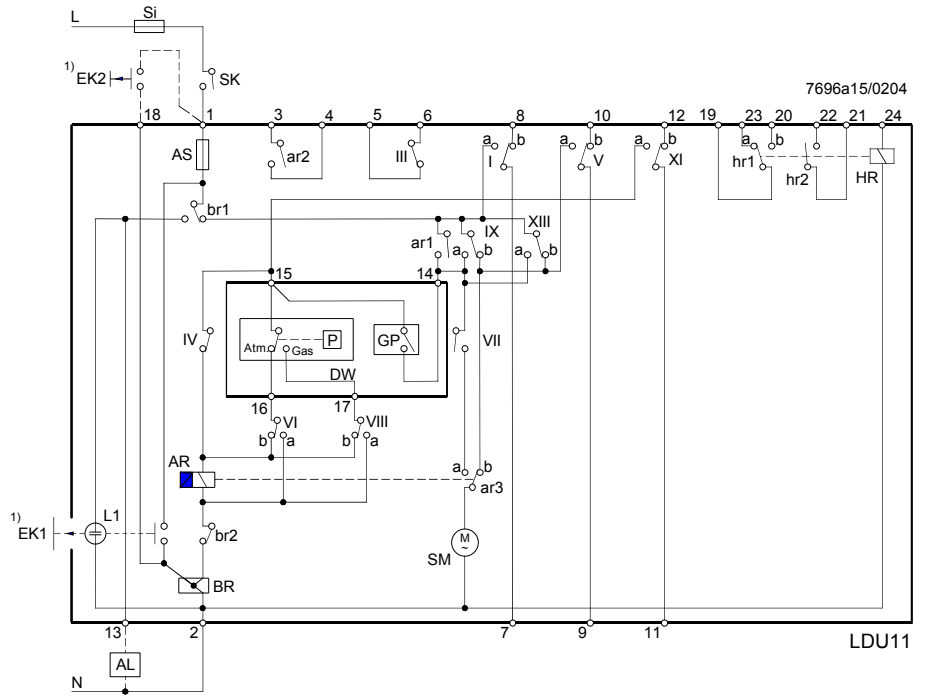 L Si
1) EK2 SK
7696a15/0204
18 1 3 4 5 6 8 10 12 19 23 20 22 21 24
AS ar2 III a I b a V b a XI b a hr1 b hr2 HR
br1
ar1 a IX b XIII a b
15 14
IV P GP VII
Atm. Gas
DW
16 17
VI VIII
b a b a
AR a b
ar3
1) EK1 L1 br2
M
~
SM
BR
13 2 7 9 11
LDU11
AL
N